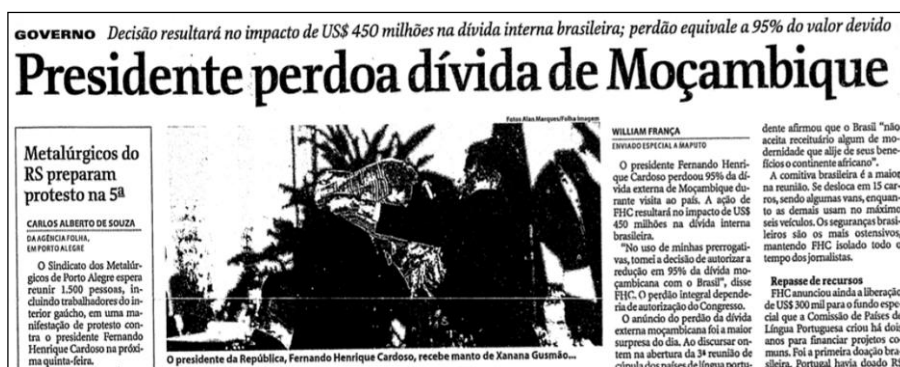 GOVERNO Decisão resultará no impacto de US$ 450 milhões na dívida interna brasileira; perdão equivale a 95% do valor devido
Presidente perdoa dívida de Moçambique
Metalúrgicos do
RS preparam
protesto na 5ª
CARLOS ALBERTO DE SOUZA
DA AGÊNCIA FOLHA,
EM PORTO ALEGRE
O Sindicato dos Metalúr-
gicos de Porto Alegre espera
reunir 1.500 pessoas, in-
cluindo trabalhadores do in-
terior gaúcho, em uma ma-
nifestação de protesto con-
tra o presidente Fernando
Henrique Cardoso na próxi-
ma quinta-feira.
Fotos Alan Marques/Folha Imagem
O presidente da República, Fernando Henrique Cardoso, recebe manto de Xanana Gusmão...
WILLIAM FRANÇA
ENVIADO ESPECIAL A MAPUTO
O presidente Fernando Henri-
que Cardoso perdoou 95% da dí-
vida externa de Moçambique du-
rante visita ao país. A ação de
FHC resultará no impacto de US$
450 milhões na dívida interna
brasileira.
"No uso de minhas prerrogati-
vas, tomei a decisão de autorizar a
redução em 95% da dívida mo-
çambicana com o Brasil", disse
FHC. O perdão integral depende-
ria de autorização do Congresso.
O anúncio do perdão da dívida
externa moçambicana foi a maior
surpresa do dia. Ao discursar on-
tem na abertura da 3ª reunião de
cúpula dos países de língua portu-
dente afirmou que o Brasil "não
aceita receituário algum de mo-
dernidade que alije de seus bene-
fícios o continente africano".
A comitiva brasileira é a maior
na reunião. Se desloca em 15 car-
ros, sendo algumas vans, enquan-
to as demais usam no máximo
seis veículos. Os seguranças brasi-
leiros são os mais ostensivos,
mantendo FHC isolado todo o
tempo dos jornalistas.
Repasse de recursos
FHC anunciou ainda a liberação
de US$ 300 mil para o fundo espe-
cial que a Comissão de Países de
Língua Portuguesa criou há dois
anos para financiar projetos co-
muns. Foi a primeira doação bra-
sileira. Portugal havia doado R$